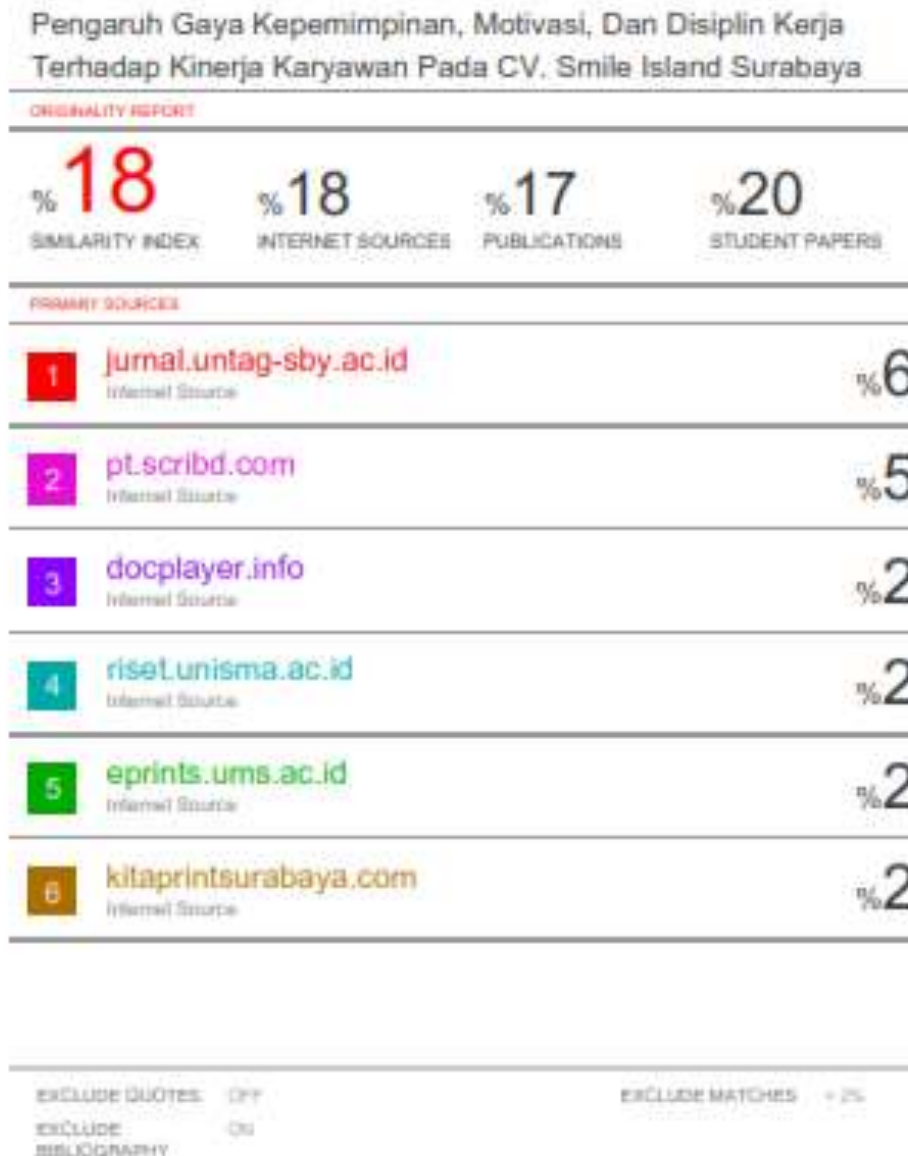 Pengaruh Gaya Kepemimpinan, Motivasi, Dan Disiplin Kerja
Terhadap Kinerja Karyawan Pada CV. Smile Island Surabaya
ORIGINALITY REPORT
%18
SIMILARITY INDEX
%18
INTERNET SOURCES
%17
PUBLICATIONS
%20
STUDENT PAPERS
PRIMARY SOURCES
1 jurnal.untag-sby.ac.id
Internet Source
%6
2 pt.scribd.com
Internet Source
%5
3 docplayer.info
Internet Source
%2
4 riset.unisma.ac.id
Internet Source
%2
5 eprints.ums.ac.id
Internet Source
%2
6 kitaprintsurabaya.com
Internet Source
%2
EXCLUDE QUOTES OFF
EXCLUDE MATCHES < 2%
EXCLUDE ON
BIBLIOGRAPHY